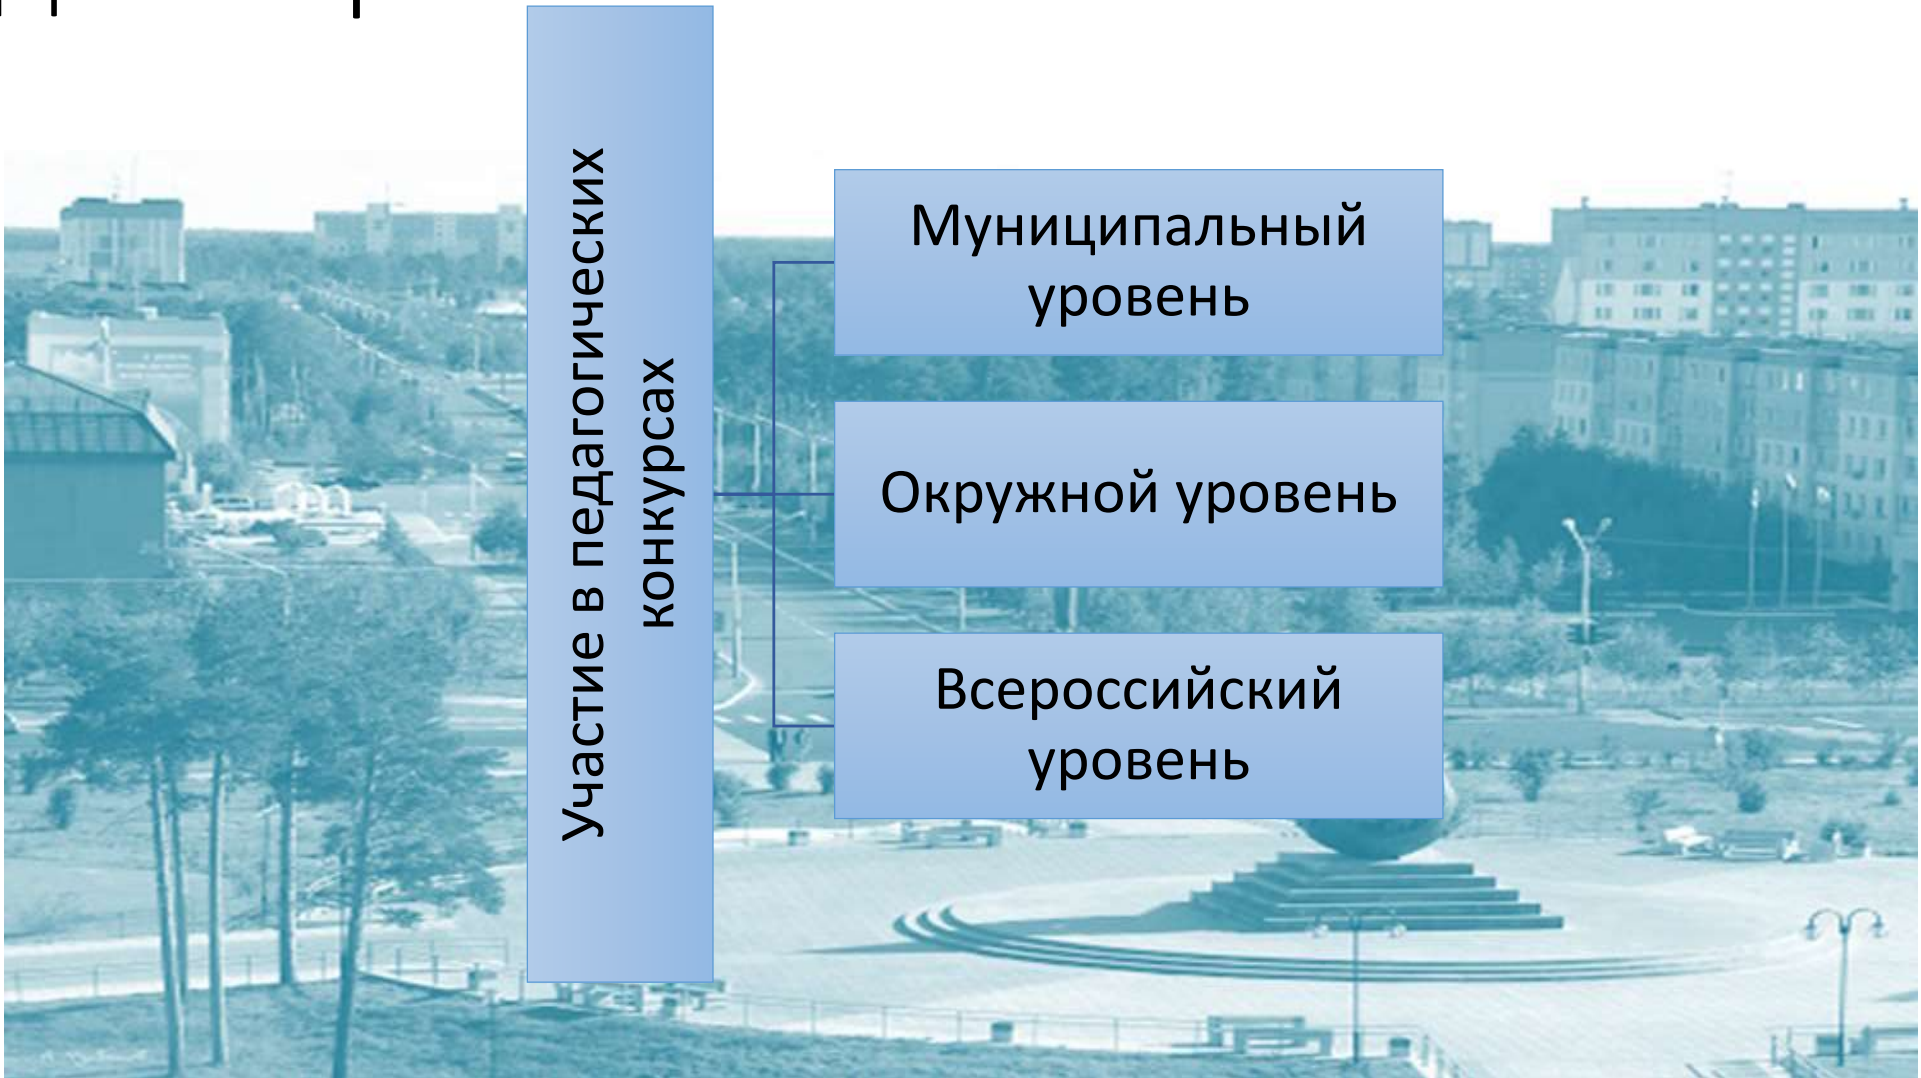 Участие в педагогических
конкурсах
Муниципальный
уровень
Окружной уровень
Всероссийский
уровень